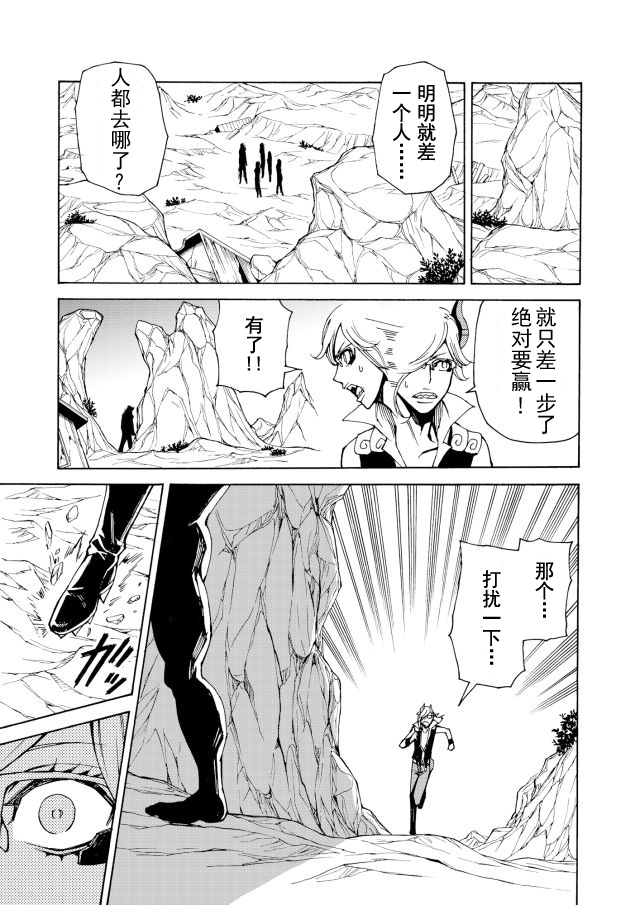 明明就差
一个人……
人都去哪了？
就只差一步了
绝对要赢！
有了!!
那个…
打扰一下…
ガッ